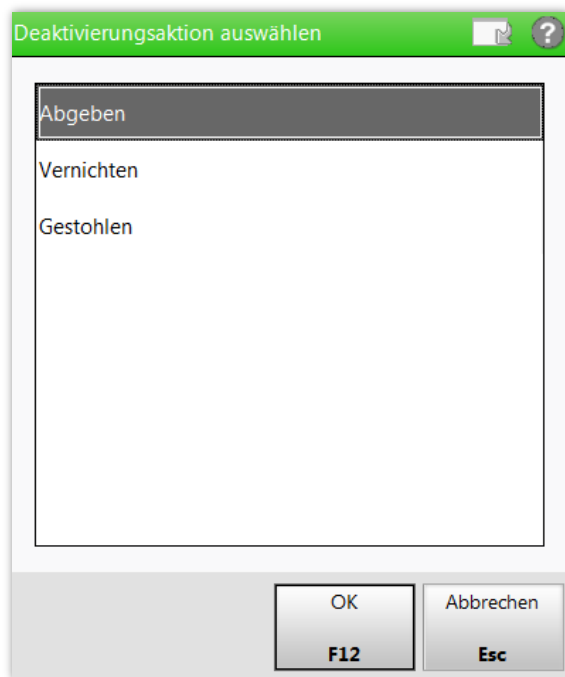 Deaktivierungsaktion auswählen
?
Abgeben
Vernichten
Gestohlen
OK
F12
Abbrechen
Esc